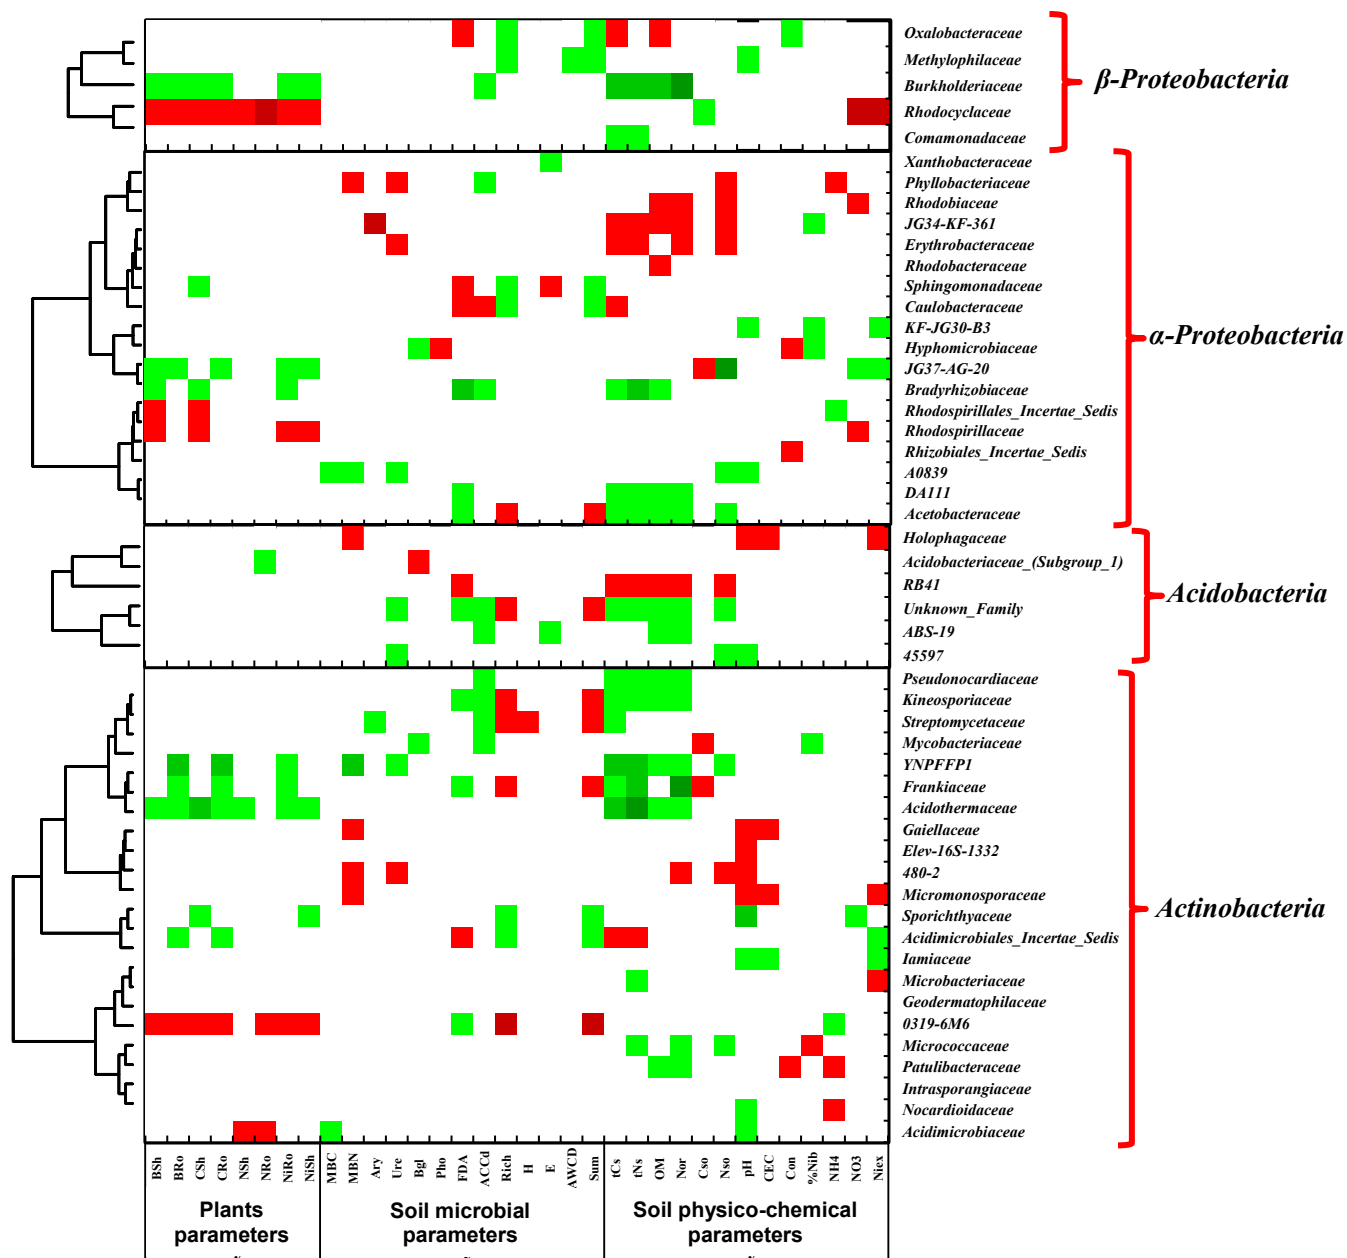 Oxalobacteraceae
Methylophilaceae
Burkholderiaceae
Rhodocyclaceae
Comamonadaceae
β-Proteobacteria
Xanthobacteraceae
Phyllobacteriaceae
Rhodobiaceae
JG34-KF-361
Erythrobacteraceae
Rhodobacteraceae
Sphingomonadaceae
Caulobacteraceae
KF-JG30-B3
Hyphomicrobiaceae
JG37-AG-20
Bradyrhizobiaceae
Rhodospirillales_Incertae_Sedis
Rhodospirillaceae
Rhizobiales_Incertae_Sedis
A0839
DA111
Acetobacteraceae
α-Proteobacteria
Holophagaceae
Acidobacteriaceae_(Subgroup_1)
RB41
Unknown_Family
ABS-19
45597
Acidobacteria
Pseudonocardiaceae
Kineosporiaceae
Streptomycetaceae
Mycobacteriaceae
YNPFFP1
Frankiaceae
Acidothermaceae
Gaiellaceae
Elev-16S-1332
480-2
Micromonosporaceae
Sporichthyaceae
Acidimicrobiales_Incertae_Sedis
Iamiaceae
Microbacteriaceae
Geodermatophilaceae
0319-6M6
Micrococcaceae
Patulibacteraceae
Intrasporangiaceae
Nocardioidaceae
Acidimicrobiaceae
Actinobacteria
BSh
BRo
CSh
CRo
NSh
NRo
NiRo
NiSh
MBC
MBN
Ary
Ure
Bgl
Pho
FDA
ACCd
Rich
H
E
AWCD
Sum
tCs
tNs
OM
Nor
Cso
Nso
pH
CEC
Con
%Nib
NH4
NO3
Niex
Plants
parameters
Soil microbial
parameters
Soil physico-chemical
parameters